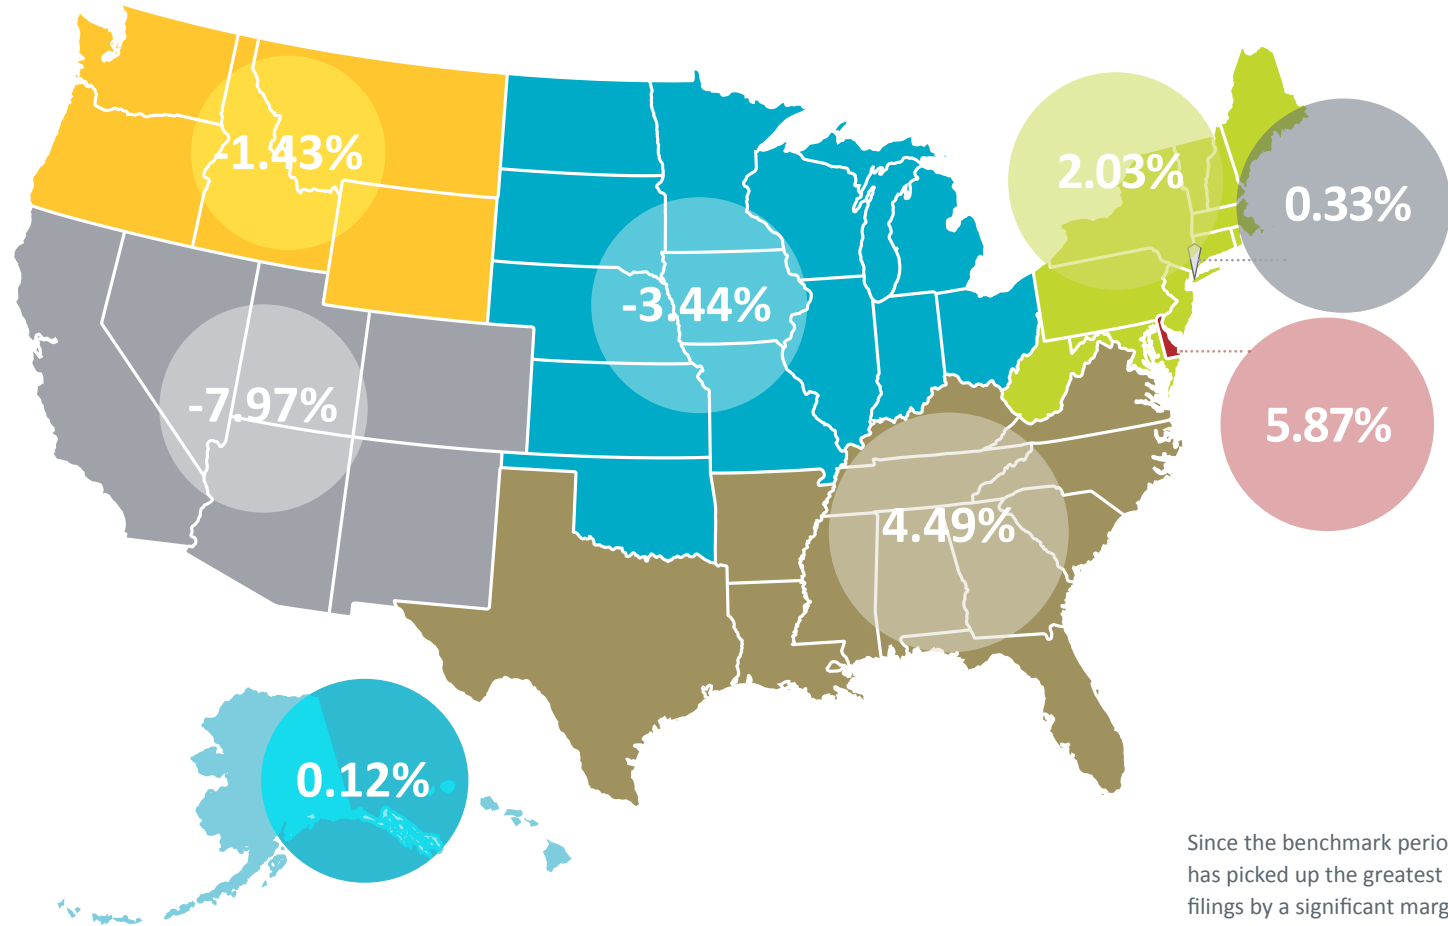 -1.43%
2.03%
0.33%
-3.44%
-7.97%
5.87%
4.49%
0.12%
Since the benchmark perio
has picked up the greatest
filings by a significant marg